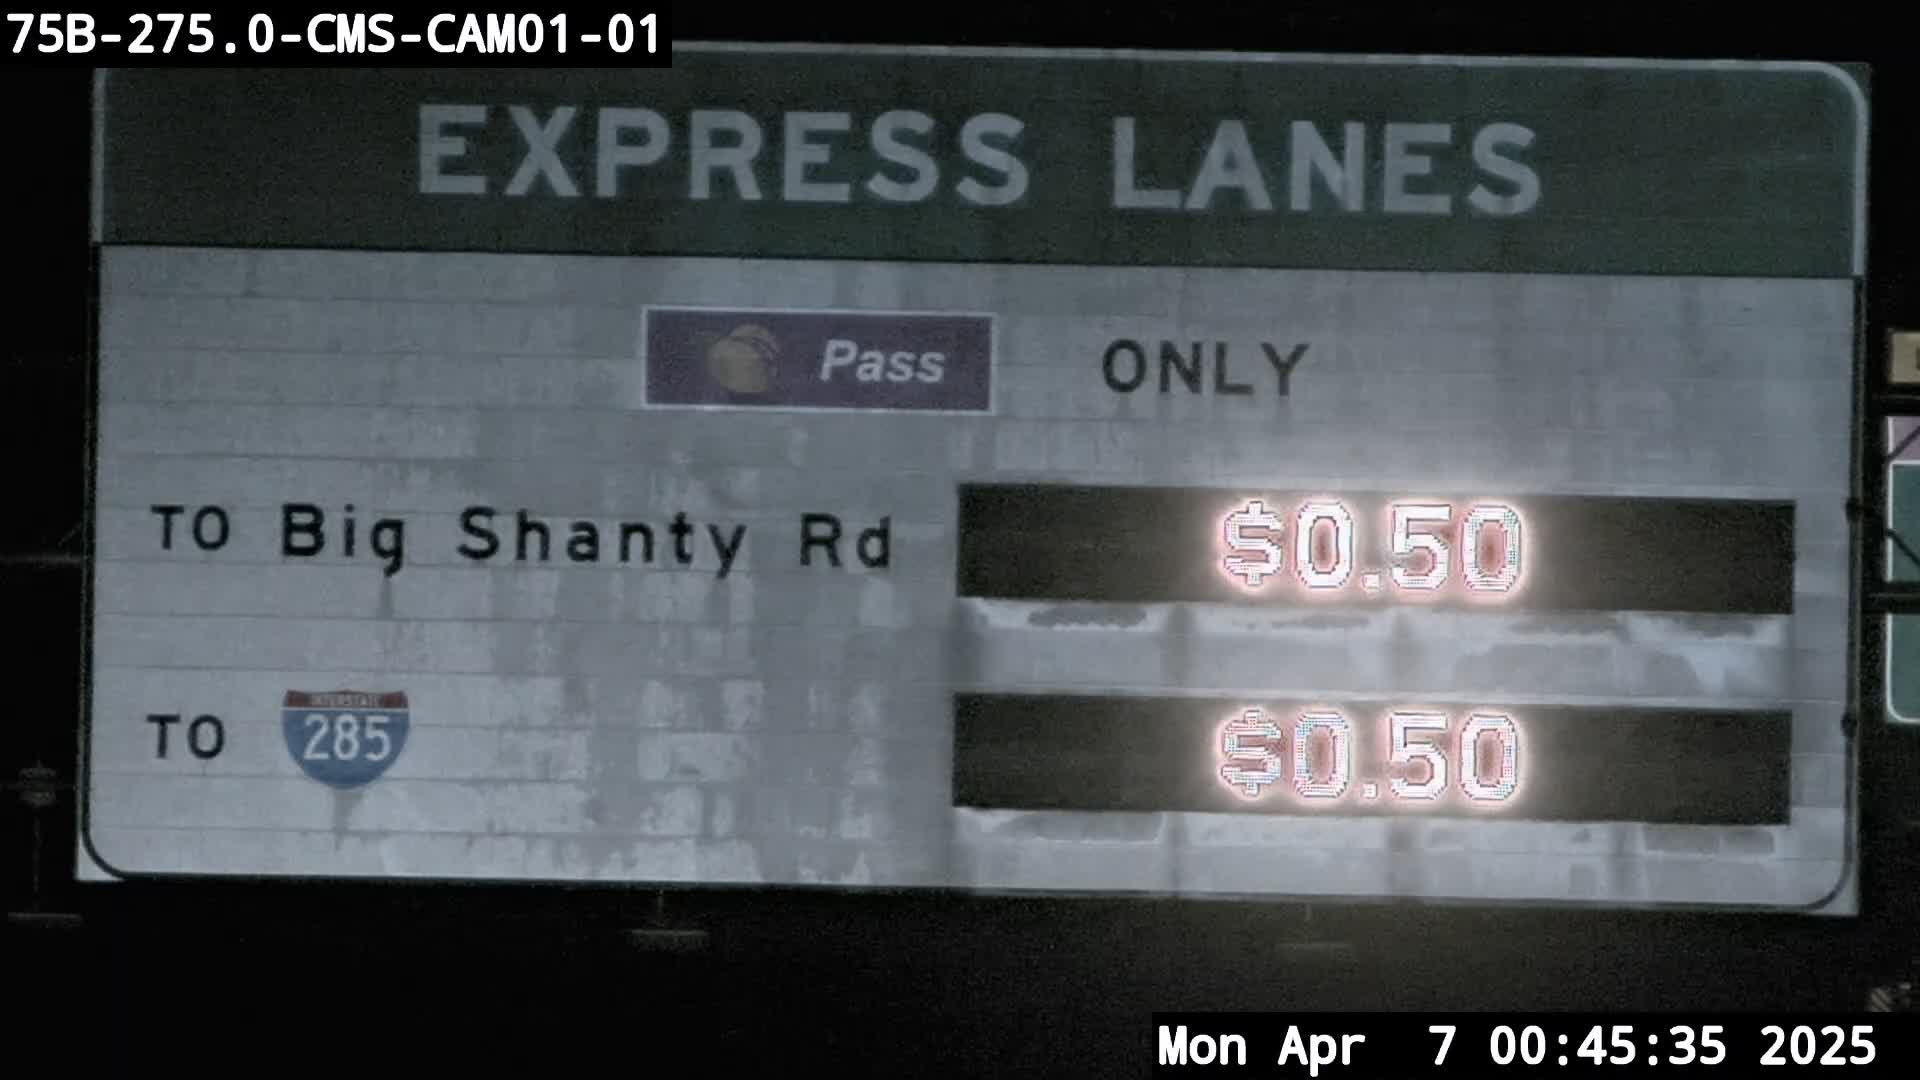 75B-275.0-CMS-CAM01-01
EXPRESS LANES
Pass ONLY
TO Big Shanty Rd $0.50
TO INTERSTATE 285 $0.50
Mon Apr 7 00:45:35 2025